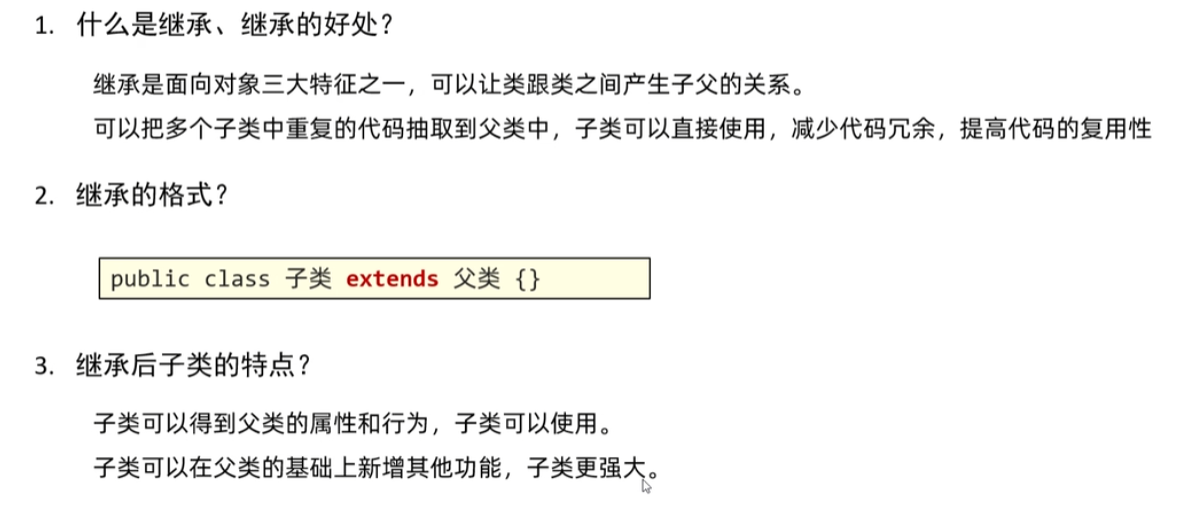 1. 什么是继承、继承的好处？
继承是面向对象三大特征之一，可以让类跟类之间产生子父的关系。
可以把多个子类中重复的代码抽取到父类中，子类可以直接使用，减少代码冗余，提高代码的复用性
2. 继承的格式？
public class 子类 extends 父类 {}
3. 继承后子类的特点？
子类可以得到父类的属性和行为，子类可以使用。
子类可以在父类的基础上新增其他功能，子类更强大。